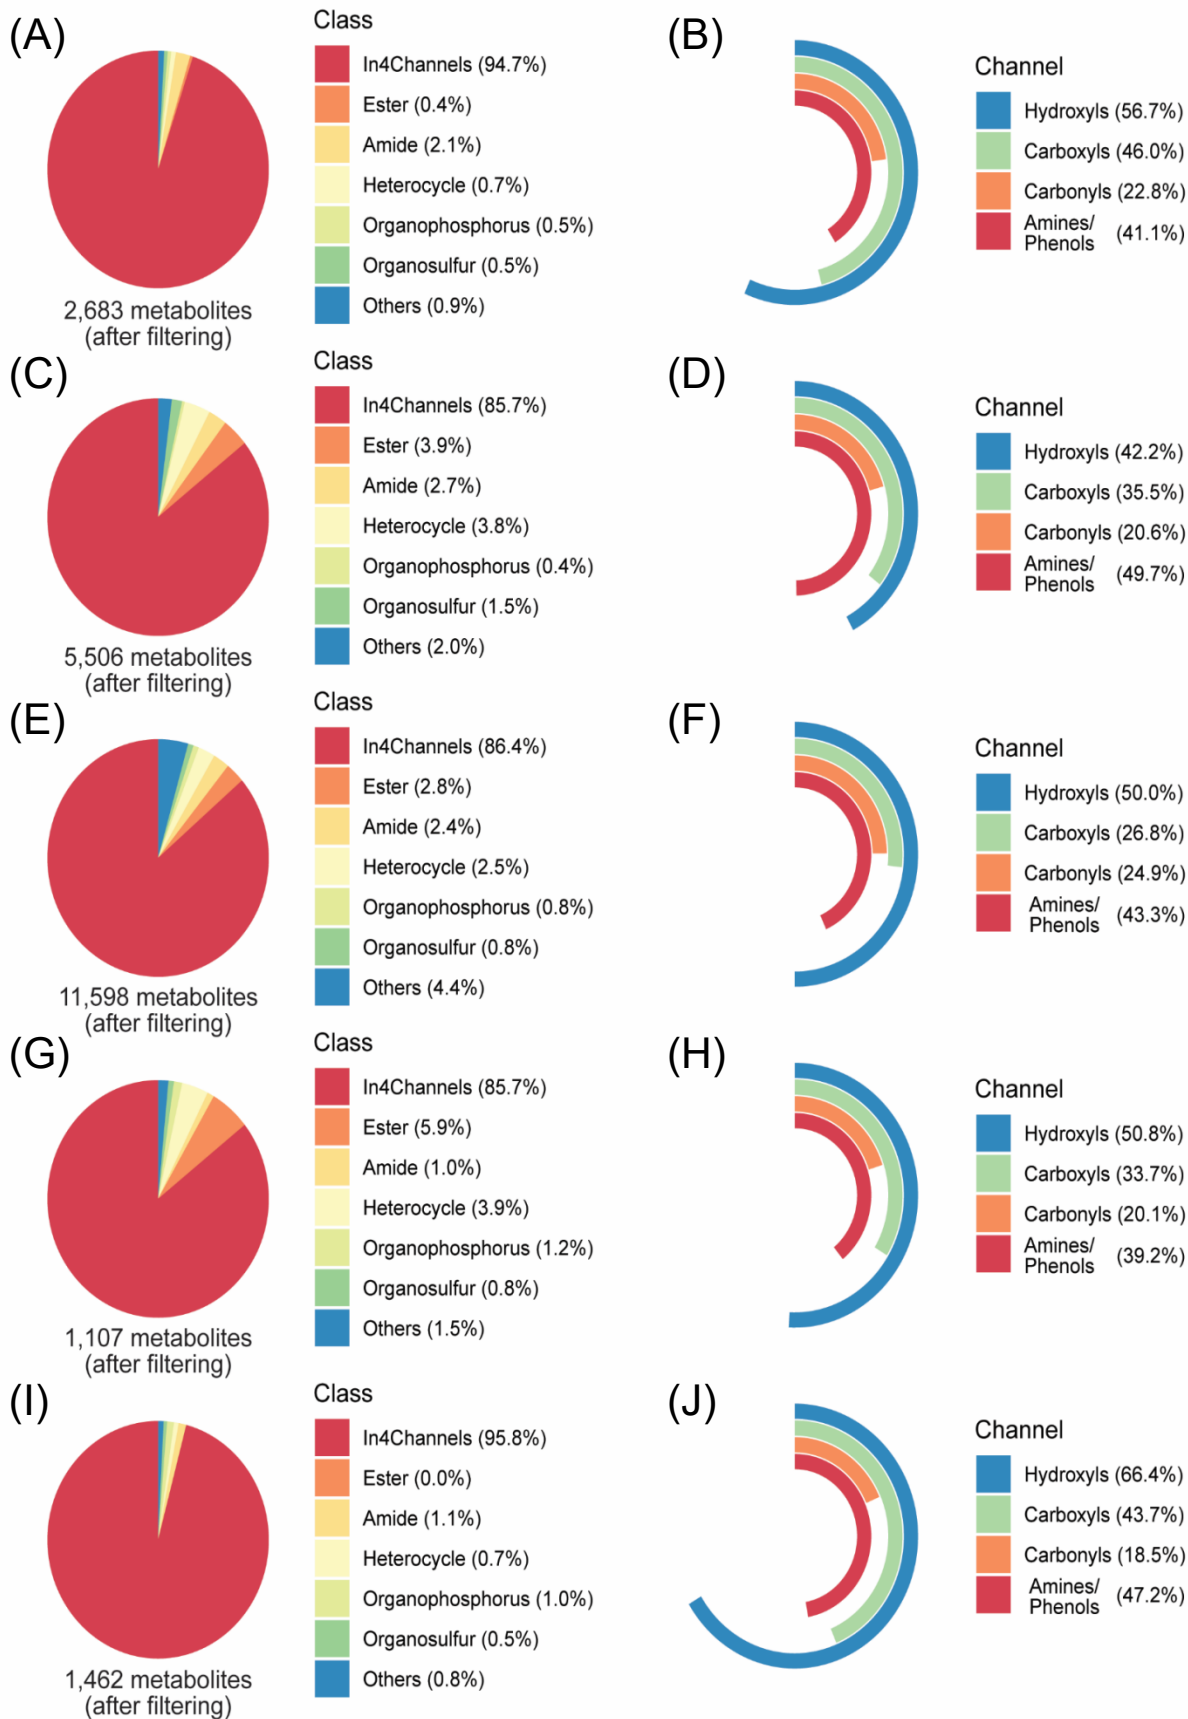 (A)
Class
In4Channels (94.7%)
Ester (0.4%)
Amide (2.1%)
Heterocycle (0.7%)
Organophosphorus (0.5%)
Organosulfur (0.5%)
Others (0.9%)
2,683 metabolites
(after filtering)
(B)
Channel
Hydroxyls (56.7%)
Carboxyls (46.0%)
Carbonyls (22.8%)
Amines/
Phenols (41.1%)
(C)
Class
In4Channels (85.7%)
Ester (3.9%)
Amide (2.7%)
Heterocycle (3.8%)
Organophosphorus (0.4%)
Organosulfur (1.5%)
Others (2.0%)
5,506 metabolites
(after filtering)
(D)
Channel
Hydroxyls (42.2%)
Carboxyls (35.5%)
Carbonyls (20.6%)
Amines/
Phenols (49.7%)
(E)
Class
In4Channels (86.4%)
Ester (2.8%)
Amide (2.4%)
Heterocycle (2.5%)
Organophosphorus (0.8%)
Organosulfur (0.8%)
Others (4.4%)
11,598 metabolites
(after filtering)
(F)
Channel
Hydroxyls (50.0%)
Carboxyls (26.8%)
Carbonyls (24.9%)
Amines/
Phenols (43.3%)
(G)
Class
In4Channels (85.7%)
Ester (5.9%)
Amide (1.0%)
Heterocycle (3.9%)
Organophosphorus (1.2%)
Organosulfur (0.8%)
Others (1.5%)
1,107 metabolites
(after filtering)
(H)
Channel
Hydroxyls (50.8%)
Carboxyls (33.7%)
Carbonyls (20.1%)
Amines/
Phenols (39.2%)
(I)
Class
In4Channels (95.8%)
Ester (0.0%)
Amide (1.1%)
Heterocycle (0.7%)
Organophosphorus (1.0%)
Organosulfur (0.5%)
Others (0.8%)
1,462 metabolites
(after filtering)
(J)
Channel
Hydroxyls (66.4%)
Carboxyls (43.7%)
Carbonyls (18.5%)
Amines/
Phenols (47.2%)